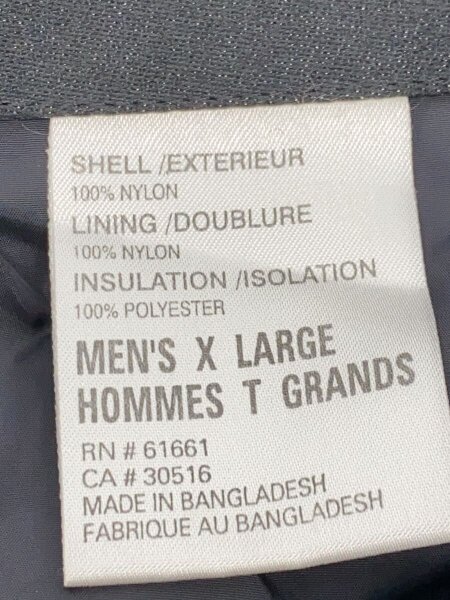 SHELL /EXTERIEUR
100% NYLON
LINING /DOUBLURE
100% NYLON
INSULATION /ISOLATION
100% POLYESTER
MEN'S X LARGE
HOMMES T GRANDS
RN # 61661
CA # 30516
MADE IN BANGLADESH
FABRIQUE AU BANGLADESH